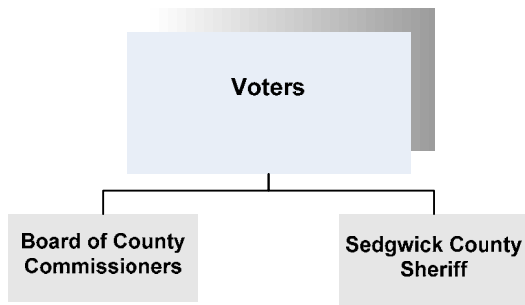 Voters
Board of County
Commissioners
Sedgwick County
Sheriff